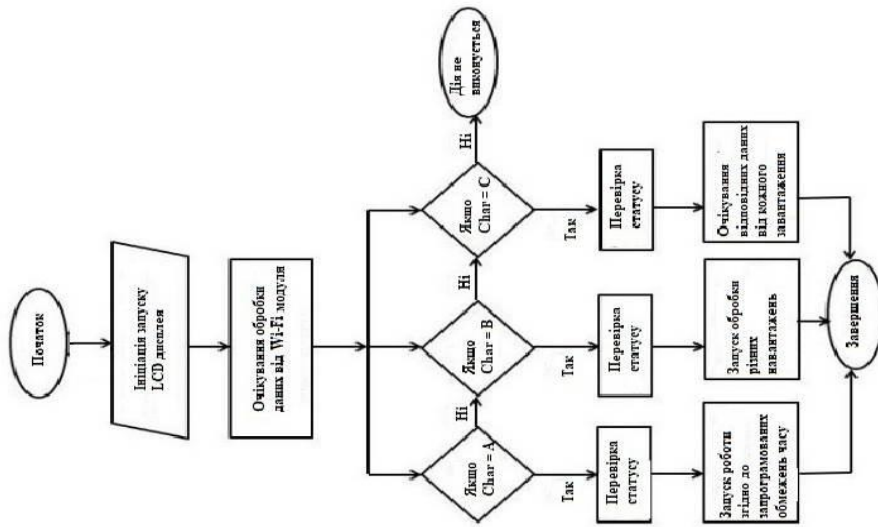 Початок
Ініціація запуску
LCD дисплея
Очікування обробки
даних від Wi-Fi модуля
Якщо
Char = A
Ні
Якщо
Char = B
Ні
Якщо
Char = C
Ні
Дія не
виконується
Так
Так
Так
Перевірка
статусу
Перевірка
статусу
Перевірка
статусу
Запуск роботи
згідно до
запрограмованих
обмежень часу
Запуск обробки
різних
навантажень
Очікування
відповідних даних
від кожного
завантаження
Завершення